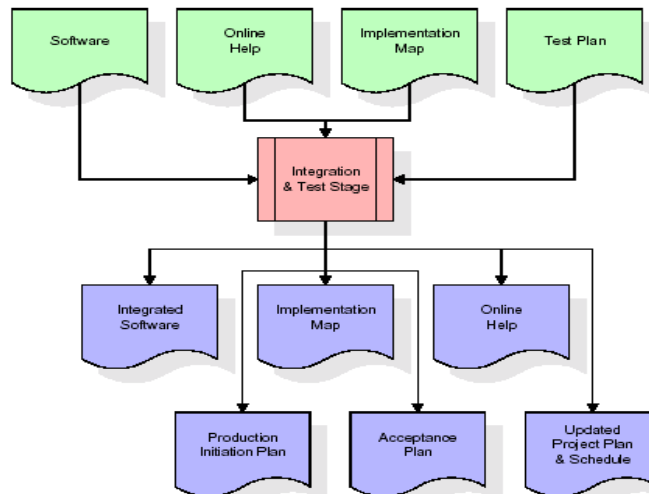 Software
Online
Help
Implementation
Map
Test Plan
Integration
& Test Stage
Integrated
Software
Implementation
Map
Online
Help
Production
Initiation Plan
Acceptance
Plan
Updated
Project Plan
& Schedule